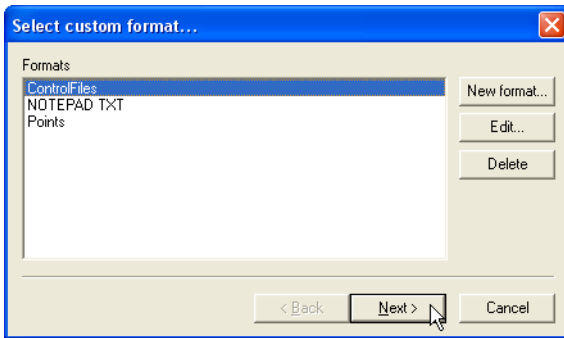 Select custom format...
Formats
ControlFiles
NOTEPAD TXT
Points
New format...
Edit...
Delete
< Back
Next >
Cancel